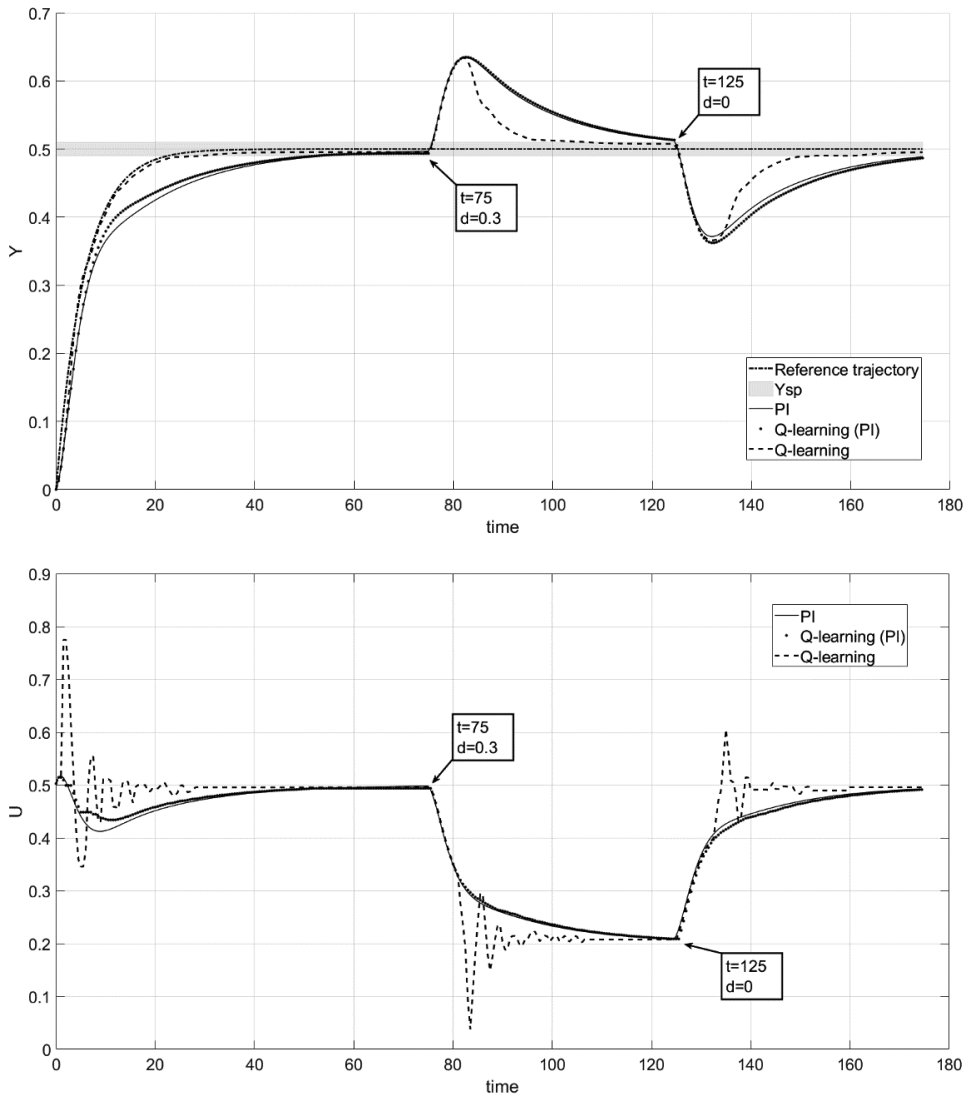 0.7
0.6
0.5
0.4
0.3
0.2
0.1
0
Y
t=125
d=0
t=75
d=0.3
Reference trajectory
Ysp
PI
Q-learning (PI)
Q-learning
0 20 40 60 80 100 120 140 160 180
time
0.9
0.8
0.7
0.6
0.5
0.4
0.3
0.2
0.1
0
U
PI
Q-learning (PI)
Q-learning
t=75
d=0.3
t=125
d=0
0 20 40 60 80 100 120 140 160 180
time